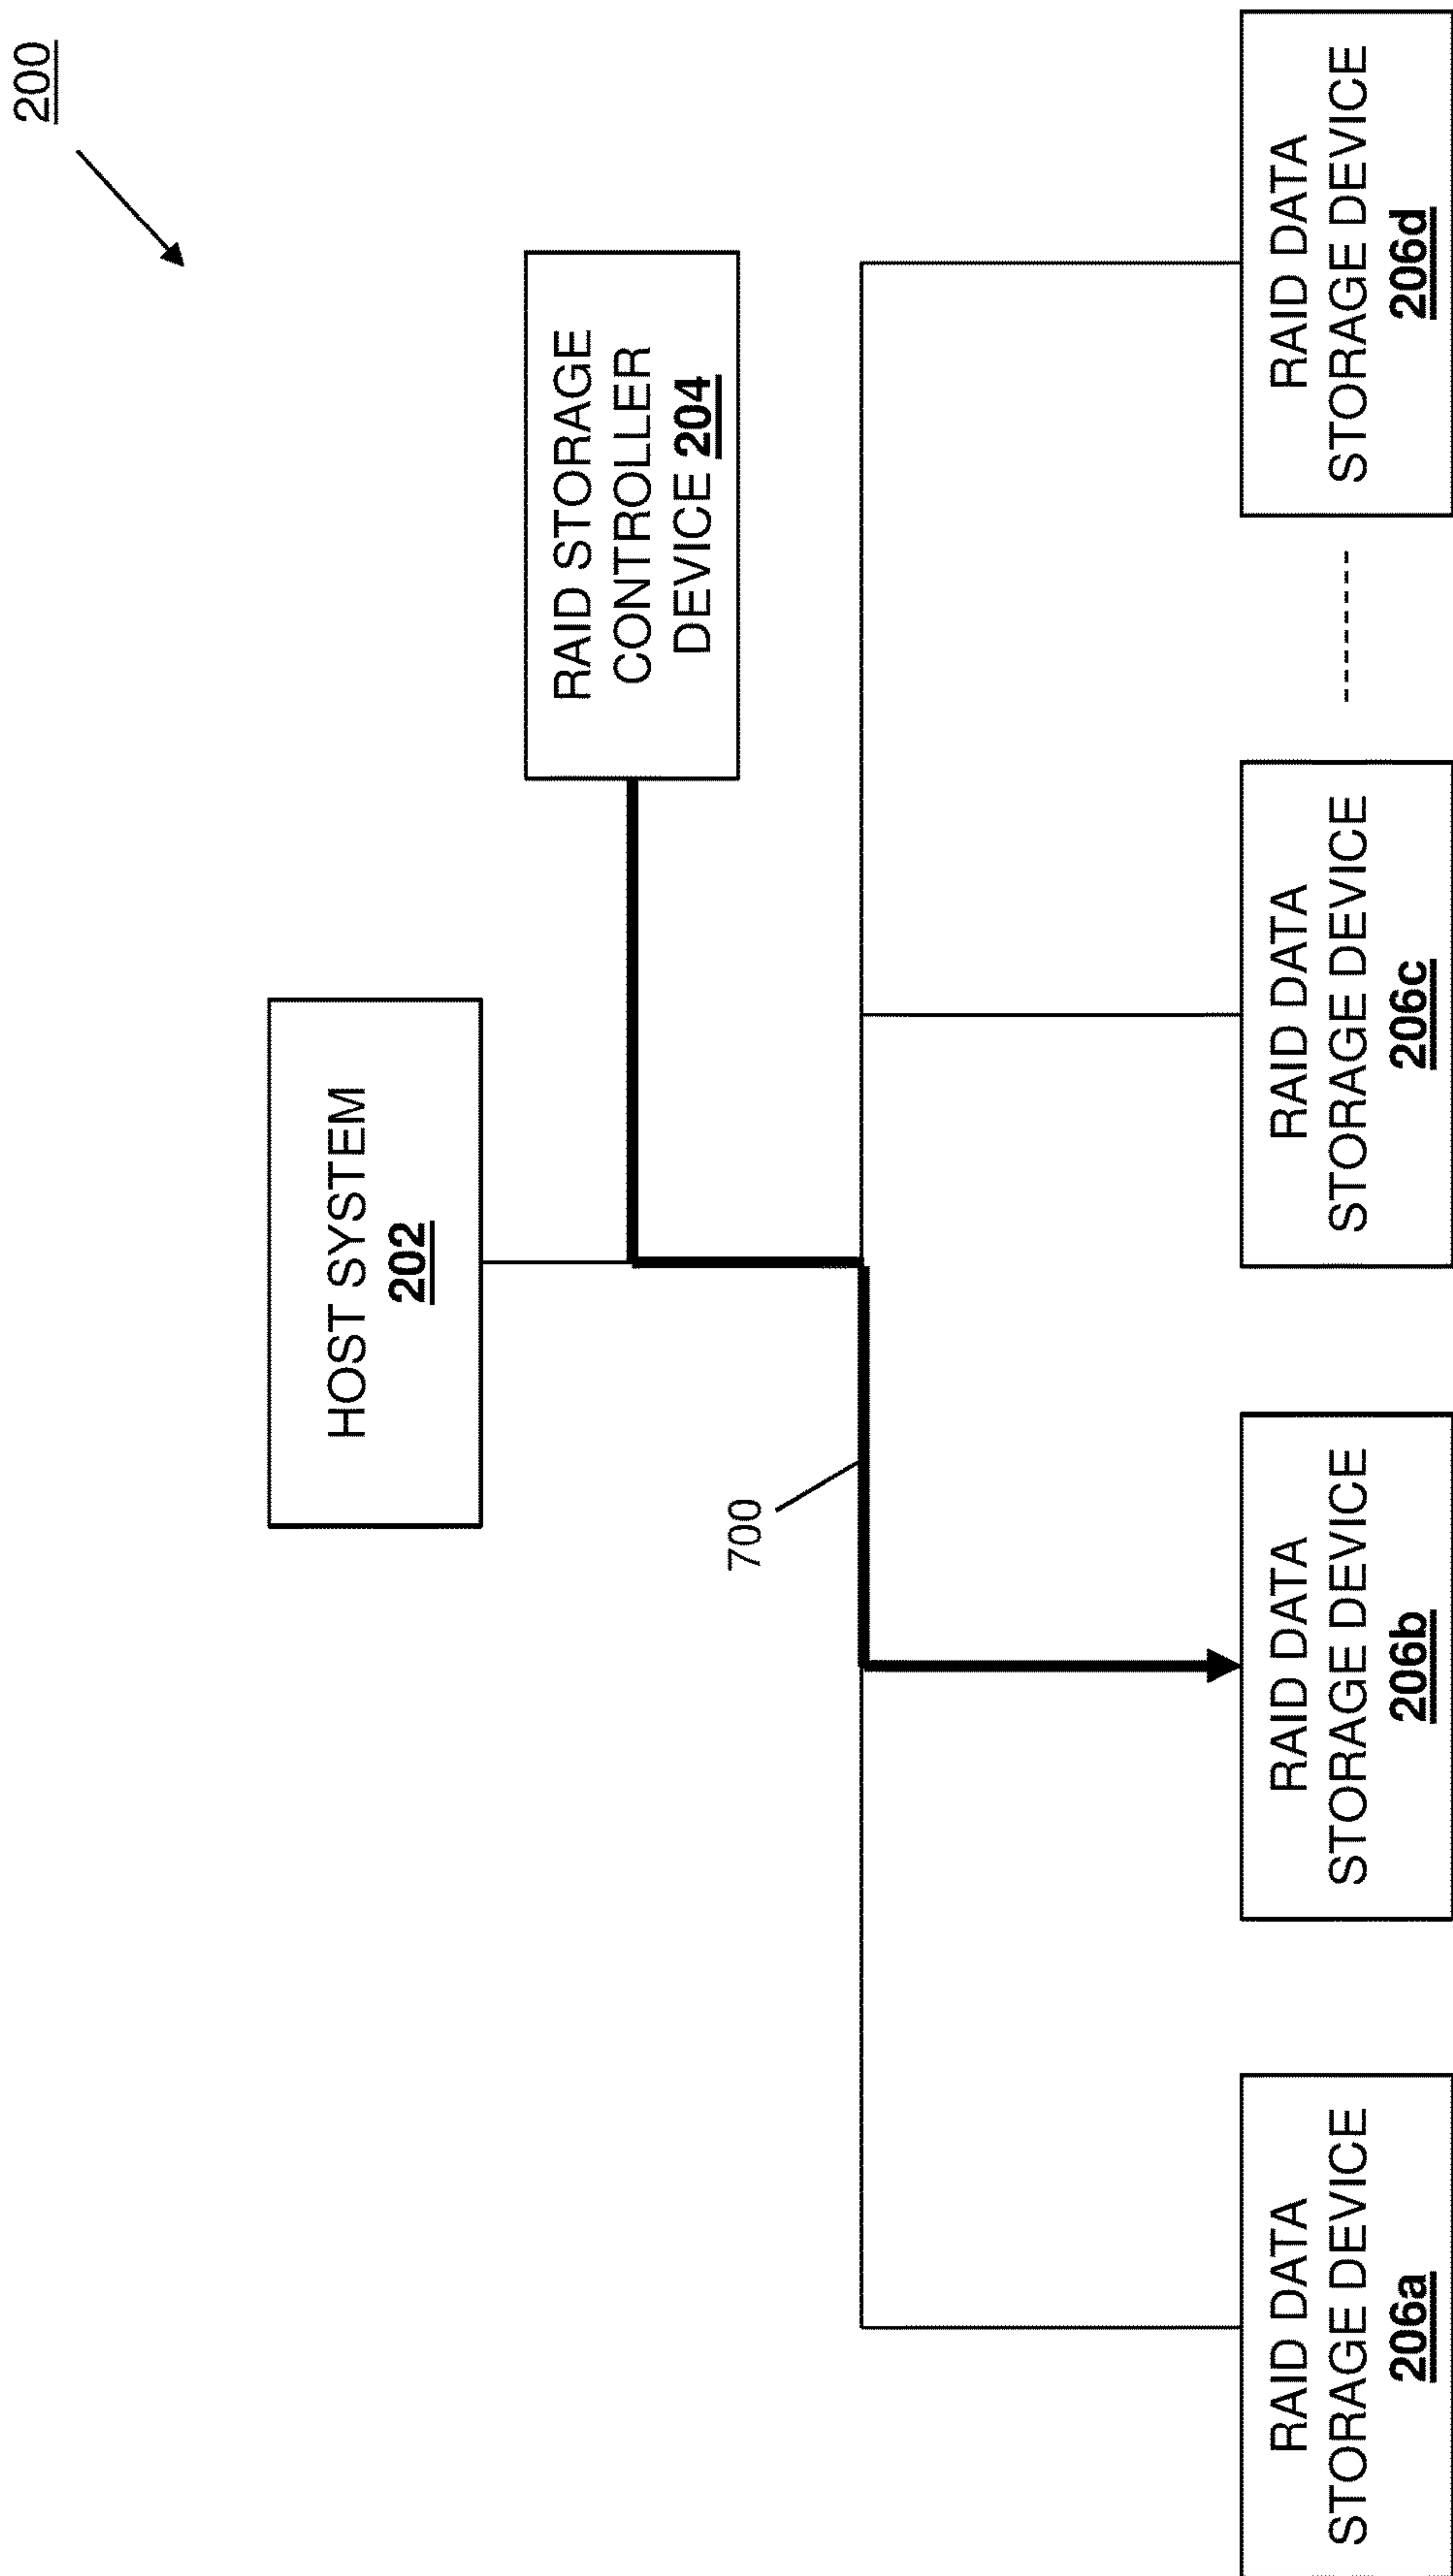 200
HOST SYSTEM
202
RAID STORAGE
CONTROLLER
DEVICE 204
700
RAID DATA
STORAGE DEVICE
206a
RAID DATA
STORAGE DEVICE
206b
RAID DATA
STORAGE DEVICE
206c
RAID DATA
STORAGE DEVICE
206d